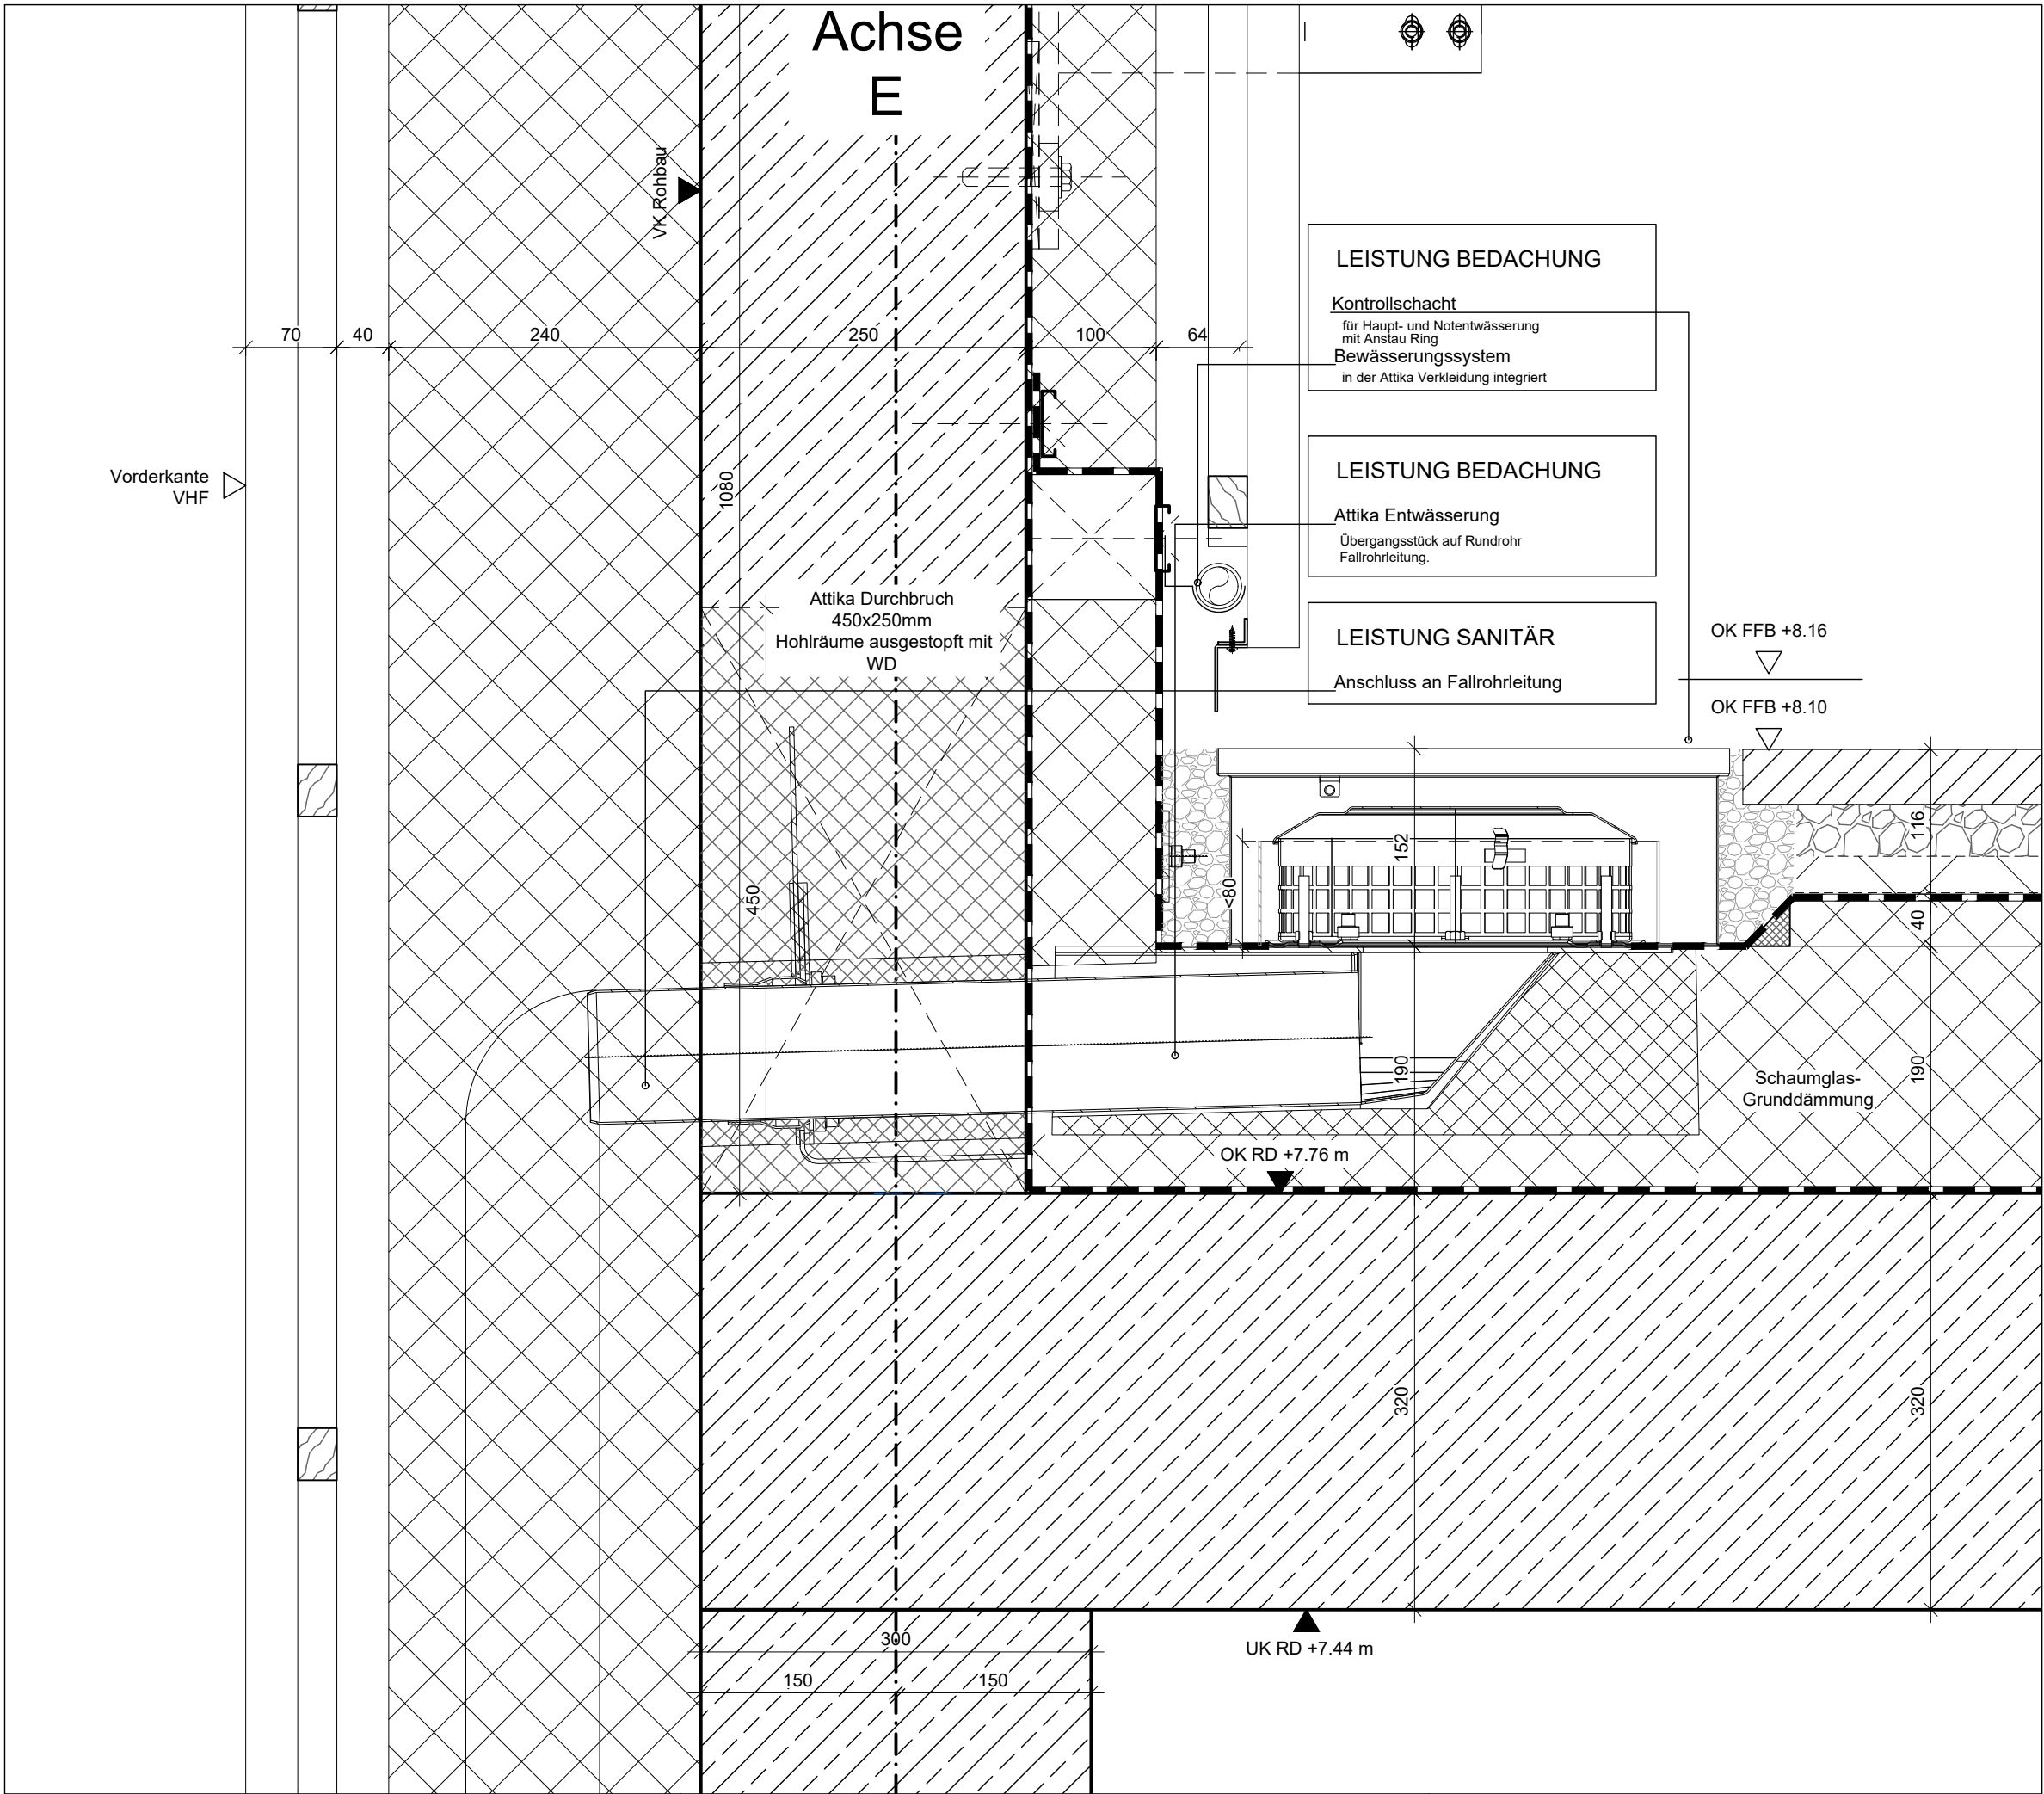 Achse
E
VK Rohbau
LEISTUNG BEDACHUNG
Kontrollschacht
für Haupt- und Notentwässerung
mit Anstau Ring
Bewässerungssystem
in der Attika Verkleidung integriert
70
40
240
250
100
64
LEISTUNG BEDACHUNG
Attika Entwässerung
Übergangsstück auf Rundrohr
Fallrohrleitung.
Vorderkante
VHF
1080
Attika Durchbruch
450x250mm
Hohlräume ausgestopft mit
WD
LEISTUNG SANITÄR
Anschluss an Fallrohrleitung
OK FFB +8.16
OK FFB +8.10
152
116
<80
450
40
190
190
Schaumglas-
Grunddämmung
OK RD +7.76 m
320
320
UK RD +7.44 m
300
150
150